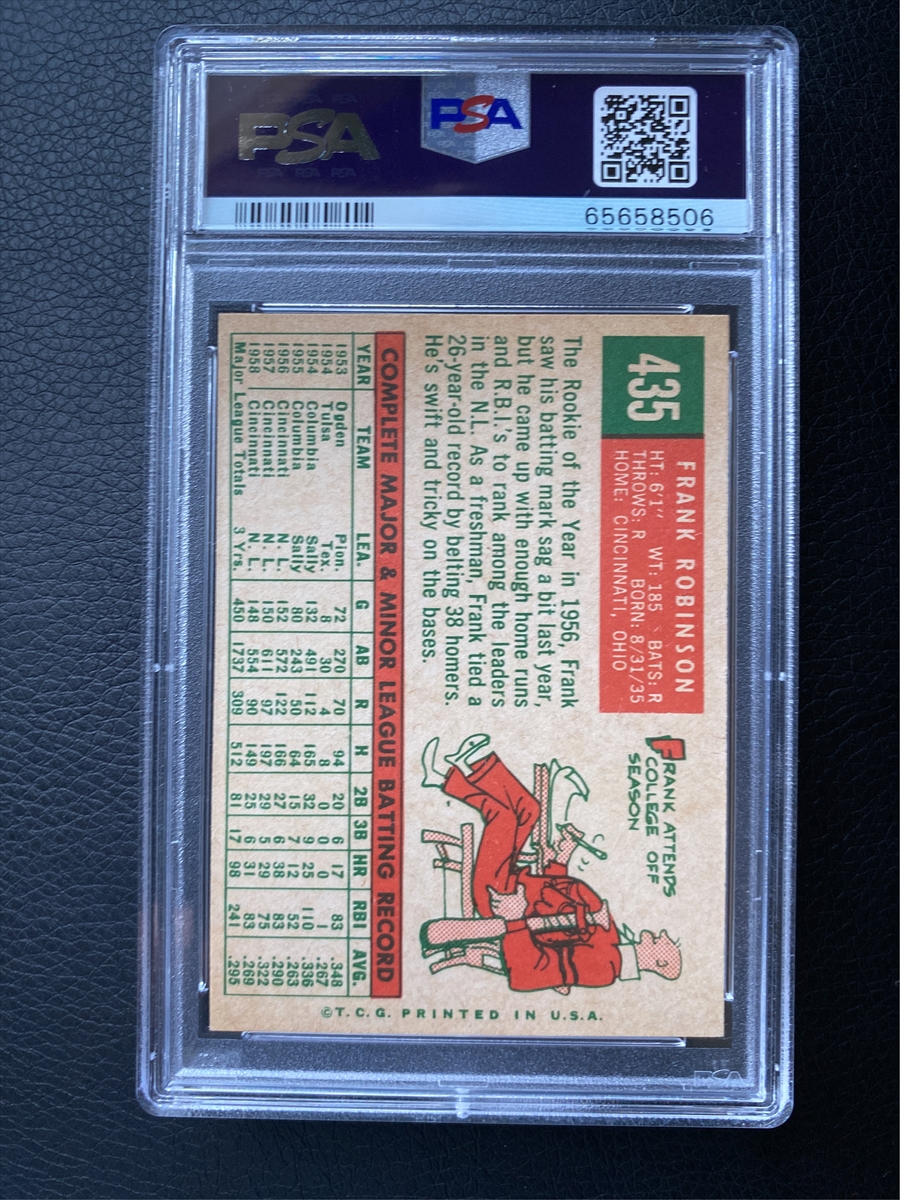 PSA
PSA
65658506
435
FRANK ROBINSON
HT: 6'1" WT: 185 BATS: R
THROWS: R BORN: 8/31/35
HOME: CINCINNATI, OHIO
The Rookie of the Year in 1956, Frank
saw his batting mark sag a bit last year,
but he came up with enough home runs
and R.B.I.'s to rank among the leaders
in the N.L. As a freshman, Frank tied a
26-year-old record by belting 38 homers.
He's swift and tricky on the bases.
FRANK ATTENDS
COLLEGE OFF
SEASON
COMPLETE MAJOR & MINOR LEAGUE BATTING RECORD
YEAR TEAM LEA. G AB R H 2B 3B HR RBI AVG.
1953 Ogden Pion. 72 270 70 94 20 6 17 83 .348
1954 Tulsa Tex. 8 30 4 8 0 0 0 1 .267
1954 Columbia Sally 132 491 112 165 32 9 25 110 .336
1955 Columbia Sally 80 243 50 64 15 7 12 52 .263
1956 Cincinnati N. L. 152 572 122 166 27 6 38 83 .290
1957 Cincinnati N. L. 150 611 97 197 29 5 29 75 .322
1958 Cincinnati N. L. 148 554 90 149 25 6 31 83 .269
Major League Totals 3 Yrs. 450 1737 309 512 81 17 98 241 .295
©T.C.G. PRINTED IN U.S.A.
PSA